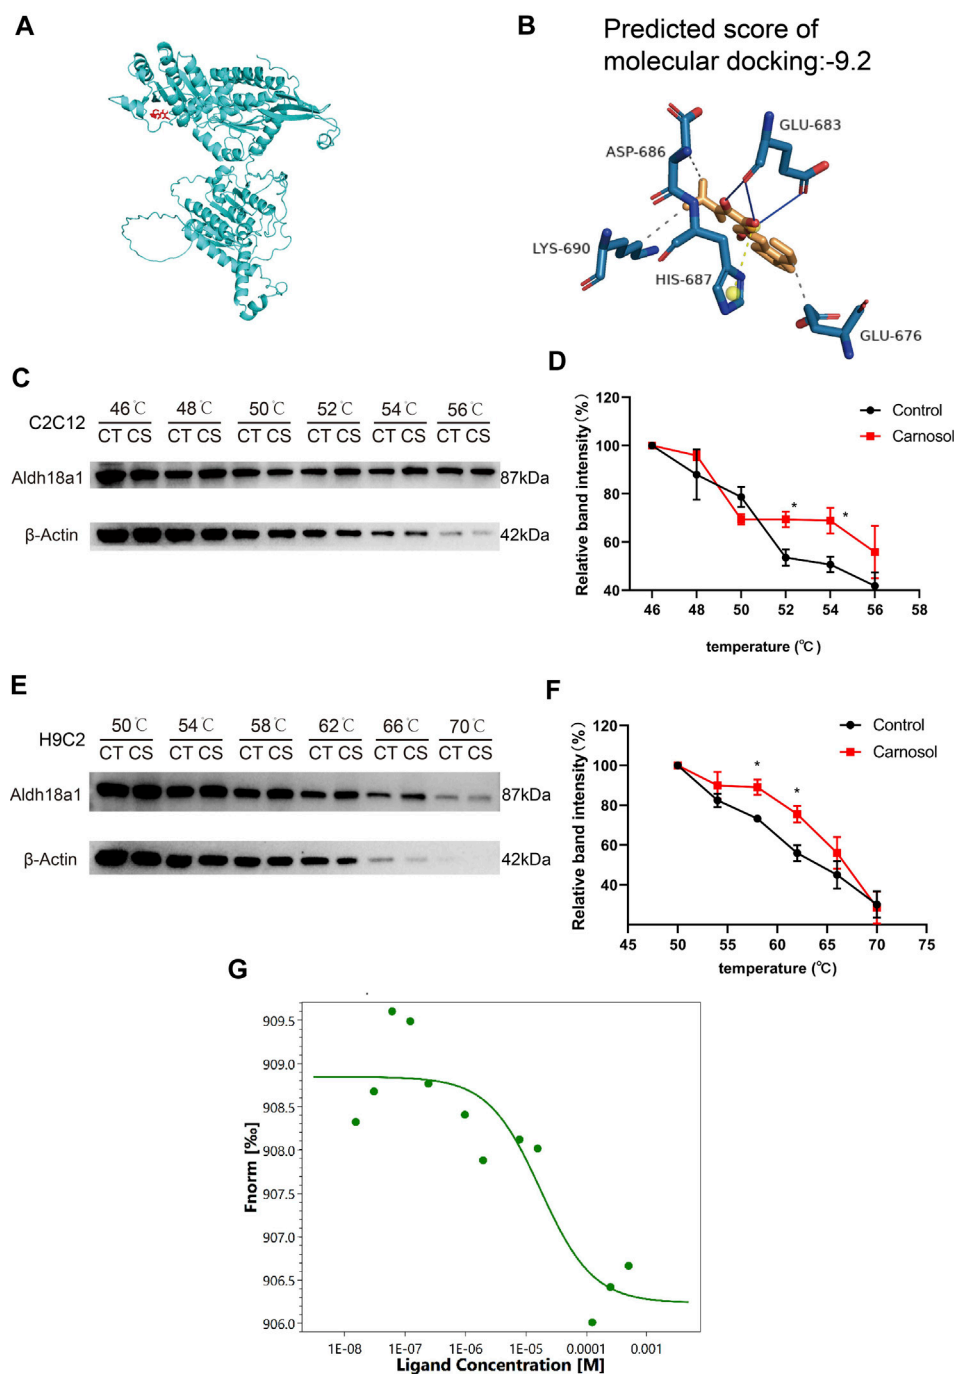 A
B
Predicted score of
molecular docking:-9.2
GLU-683
ASP-686
LYS-690
HIS-687
GLU-676
C
C2C12
46℃ 48℃ 50℃ 52℃ 54℃ 56℃
CT CS CT CS CT CS CT CS CT CS CT CS
Aldh18a1 87kDa
β-Actin 42kDa
D
Control
Carnosol
Relative band intensity (%)
120
100
80
60
40
* *
46 48 50 52 54 56 58
temperature (℃)
E
H9C2
50℃ 54℃ 58℃ 62℃ 66℃ 70℃
CT CS CT CS CT CS CT CS CT CS CT CS
Aldh18a1 87kDa
β-Actin 42kDa
F
Control
Carnosol
Relative band intensity (%)
120
100
80
60
40
* *
45 50 55 60 65 70 75
temperature (℃)
G
Fnorm [‰]
909.5
909.0
908.5
908.0
907.5
907.0
906.5
906.0
1E-08 1E-07 1E-06 1E-05 0.0001 0.001
Ligand Concentration [M]